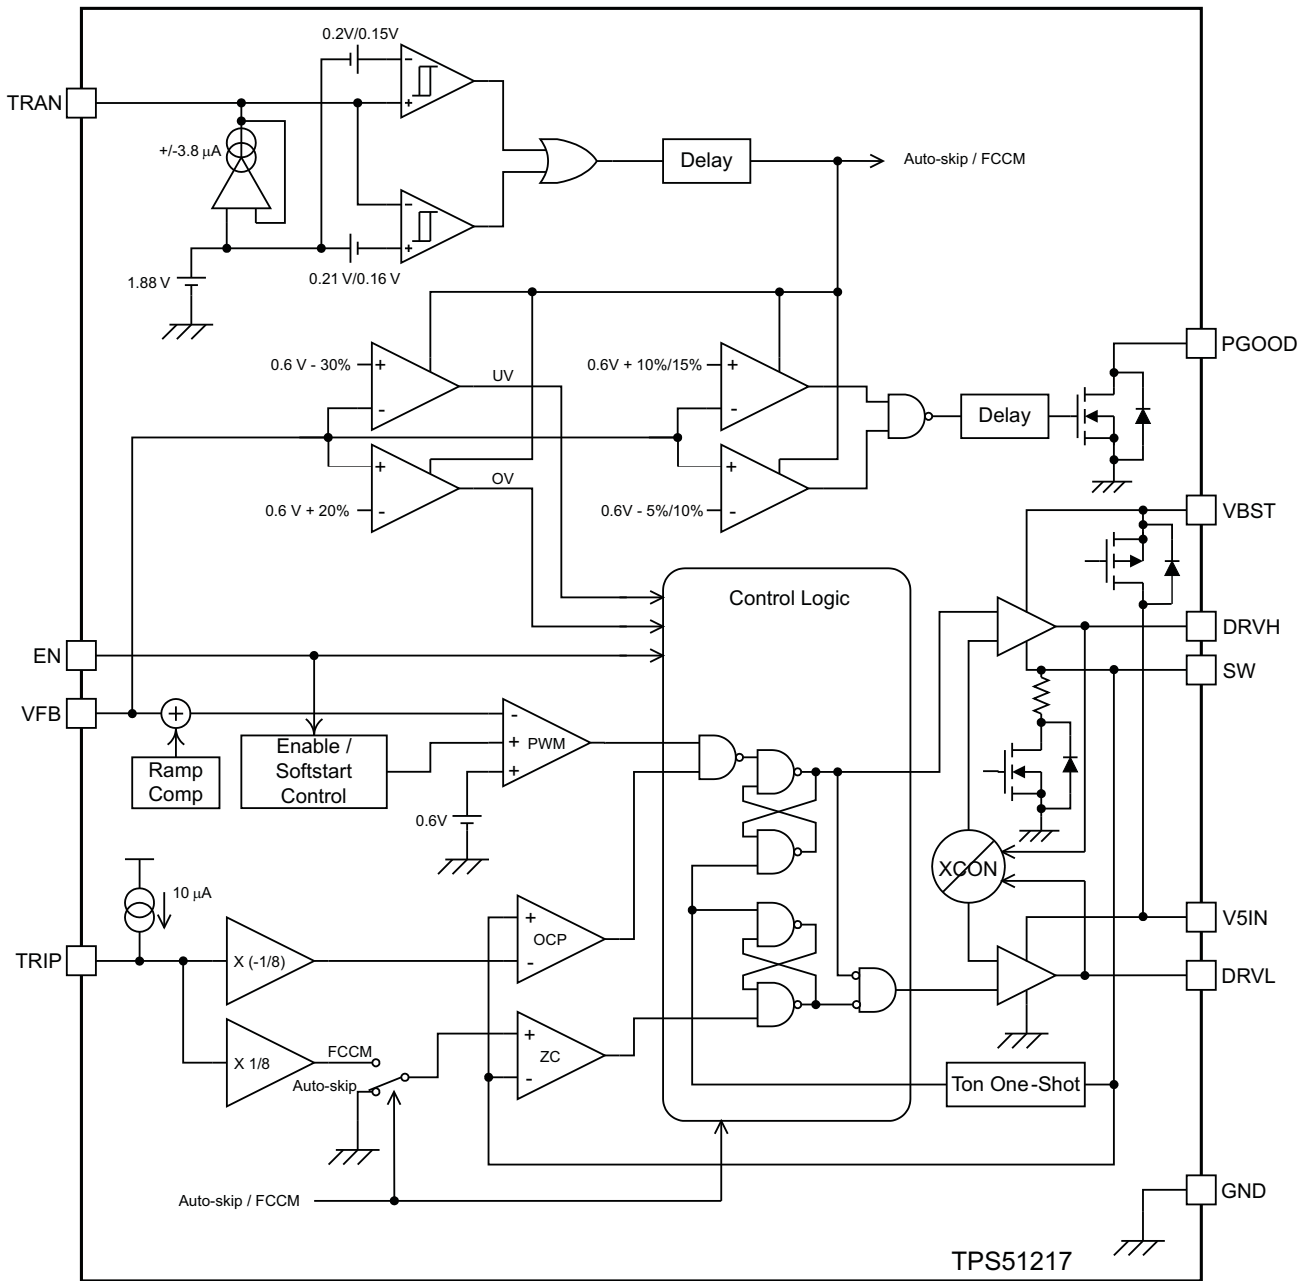 0.2V/0.15V
-
+
TRAN
+/-3.8 μA
Delay
Auto-skip / FCCM
-
+
1.88 V
0.21 V/0.16 V
PGOOD
0.6 V - 30%
+
UV
-
0.6V + 10%/15%
+
-
Delay
+
OV
0.6 V + 20%
-
+
0.6V - 5%/10%
-
VBST
Control Logic
DRVH
EN
SW
VFB
+
-
+
+
PWM
Ramp
Comp
Enable /
Softstart
Control
0.6V
XCON
10 μA
V5IN
TRIP
X (-1/8)
+
OCP
-
DRVL
X 1/8
FCCM
Auto-skip
+
ZC
-
Ton One-Shot
Auto-skip / FCCM
GND
TPS51217